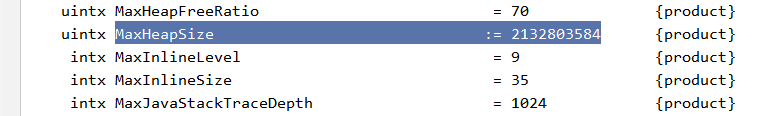 uintx MaxHeapFreeRatio = 70 {product}
uintx MaxHeapSize := 2132803584 {product}
intx MaxInlineLevel = 9 {product}
intx MaxInlineSize = 35 {product}
intx MaxJavaStackTraceDepth = 1024 {product}